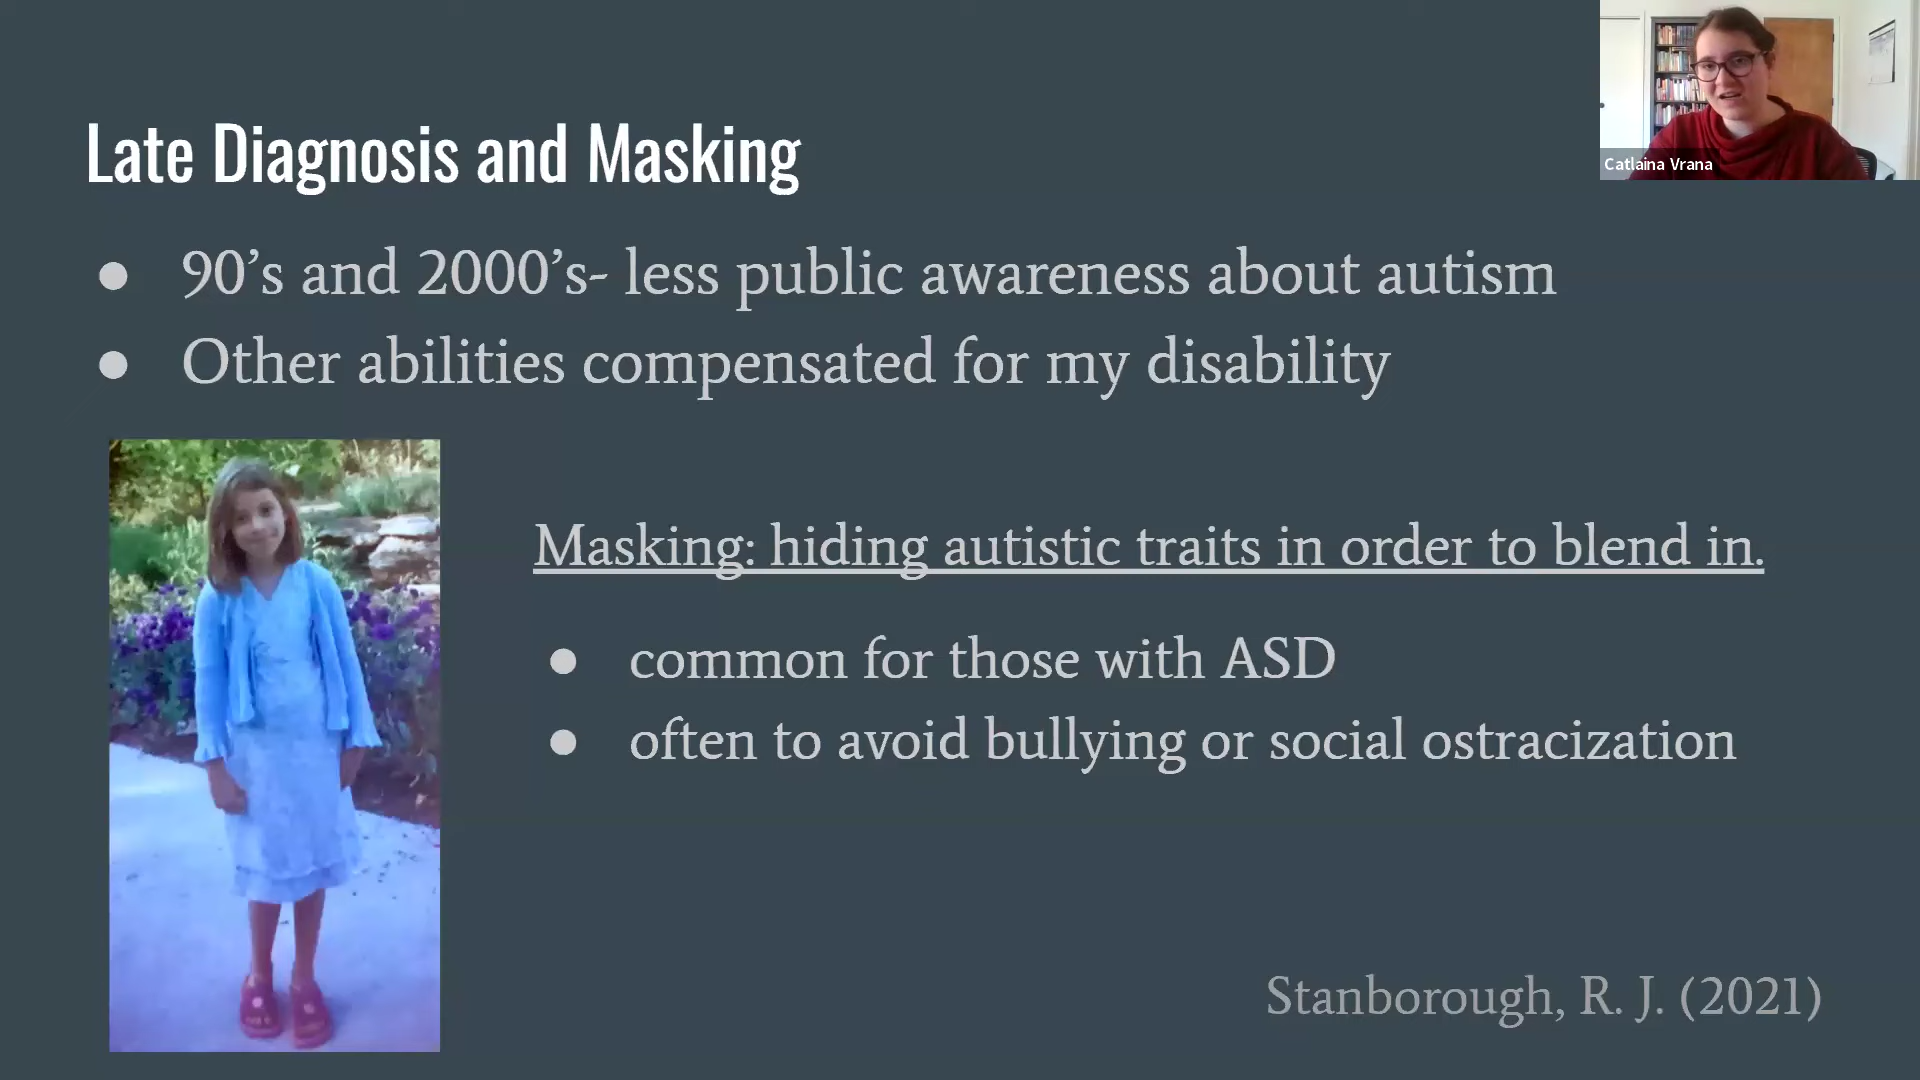 Catlaina Vrana
Late Diagnosis and Masking
● 90’s and 2000’s- less public awareness about autism
● Other abilities compensated for my disability
Masking: hiding autistic traits in order to blend in.
● common for those with ASD
● often to avoid bullying or social ostracization
Stanborough, R. J. (2021)